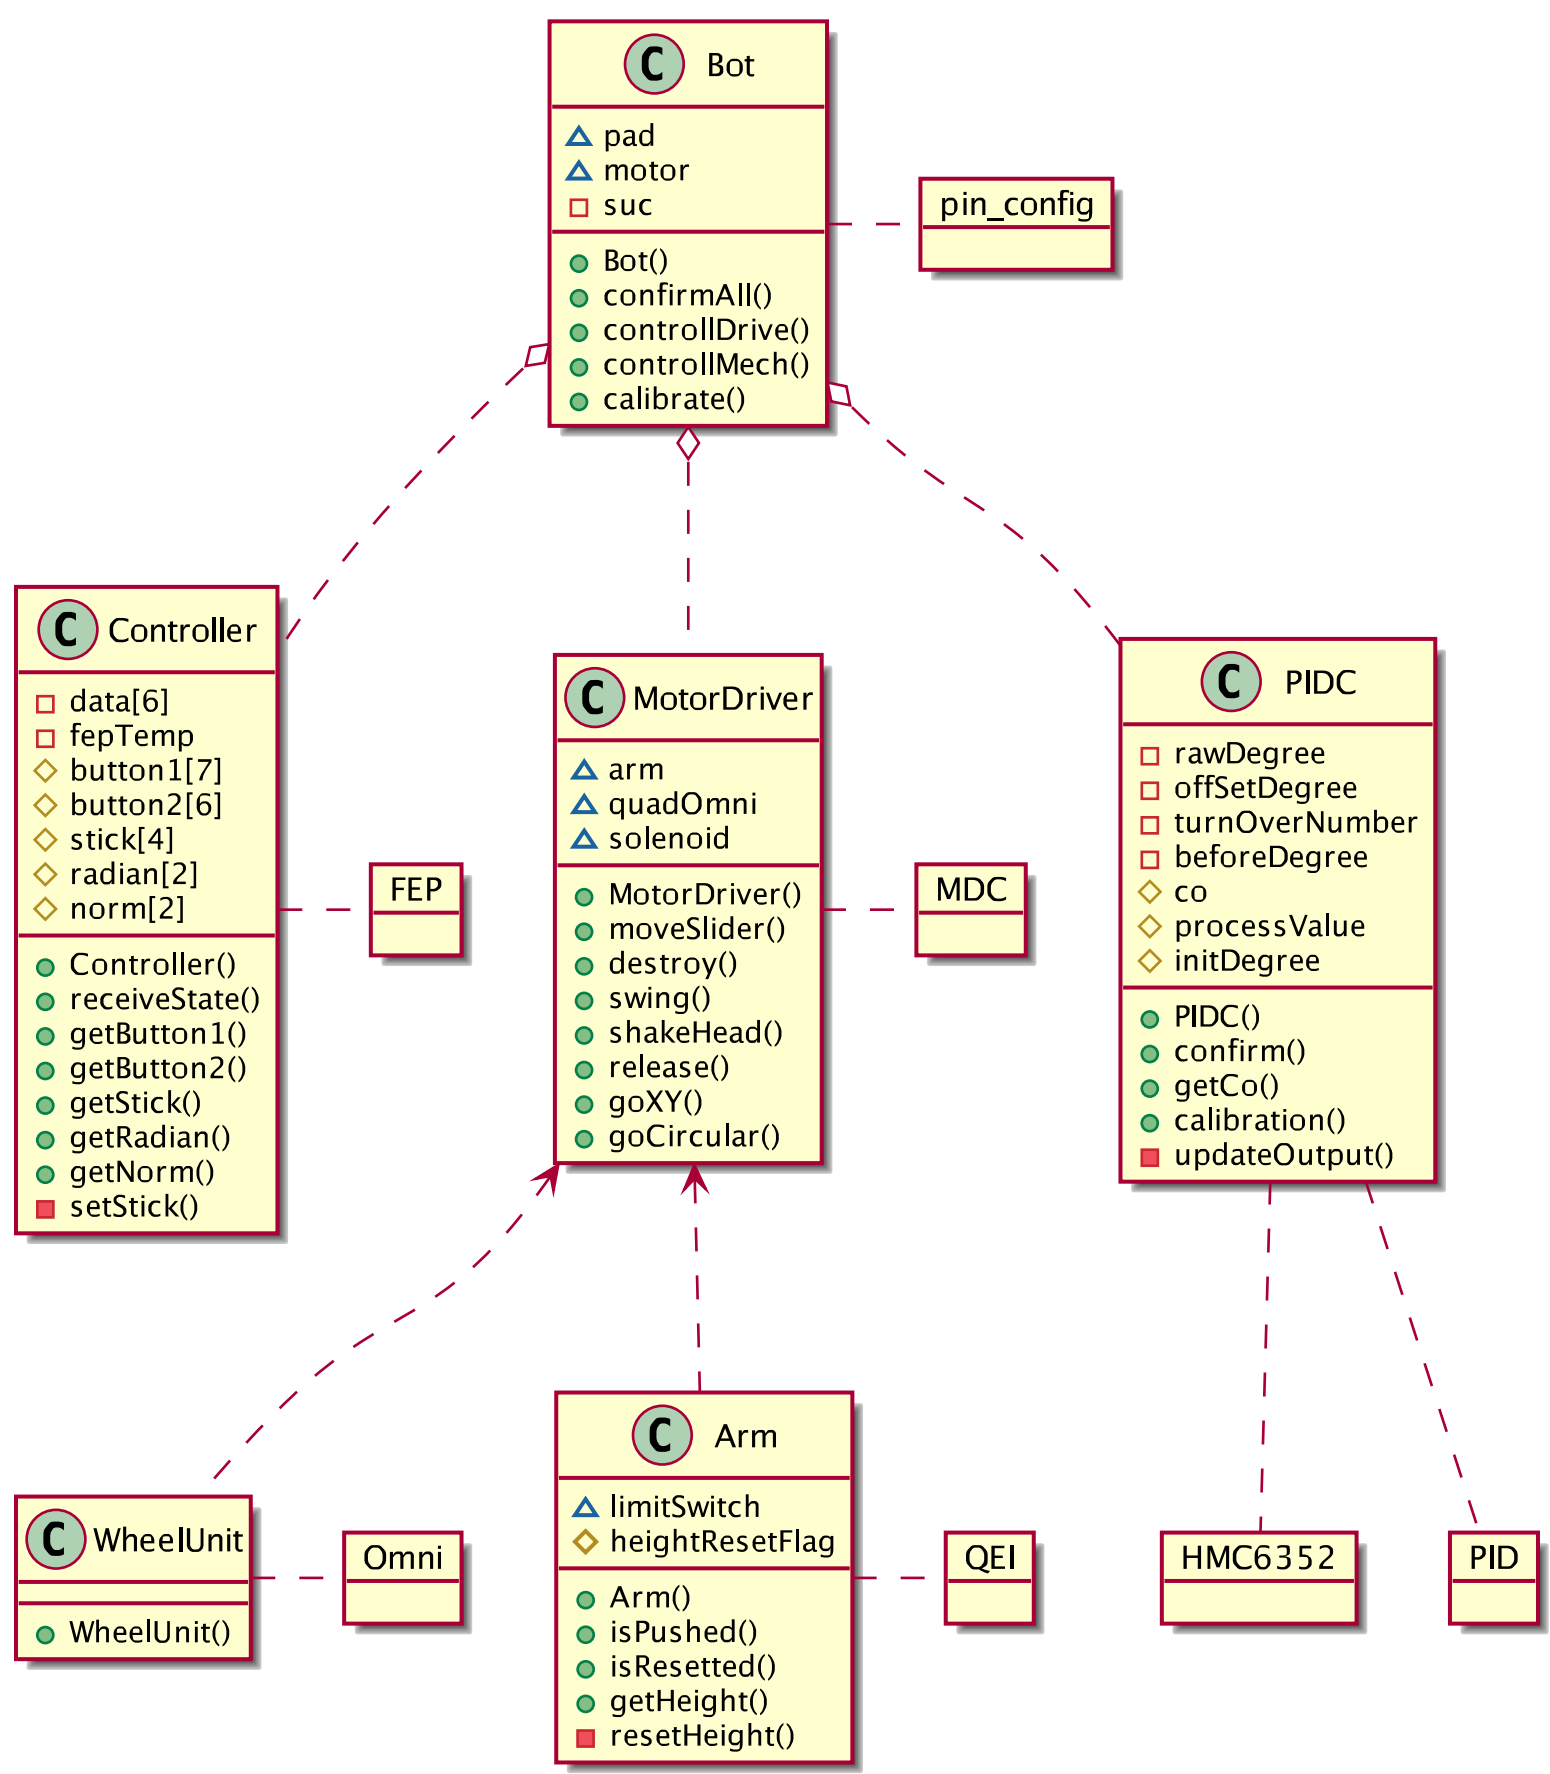 C Bot
pad
motor
suc
Bot()
confirmAll()
controllDrive()
controllMech()
calibrate()
pin_config
C Controller
data[6]
fepTemp
button1[7]
button2[6]
stick[4]
radian[2]
norm[2]
Controller()
receiveState()
getButton1()
getButton2()
getStick()
getRadian()
getNorm()
setStick()
FEP
C MotorDriver
arm
quadOmni
solenoid
MotorDriver()
moveSlider()
destroy()
swing()
shakeHead()
release()
goXY()
goCircular()
MDC
C PIDC
rawDegree
offSetDegree
turnOverNumber
beforeDegree
co
processValue
initDegree
PIDC()
confirm()
getCo()
calibration()
updateOutput()
C WheelUnit
WheelUnit()
Omni
C Arm
limitSwitch
heightResetFlag
Arm()
isPushed()
isResetted()
getHeight()
resetHeight()
QEI
HMC6352
PID